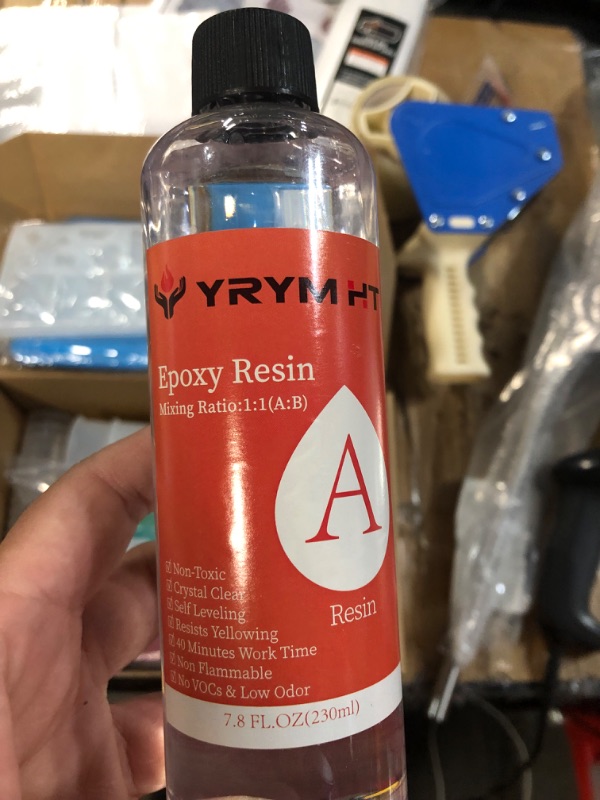 YRYM HT
Epoxy Resin
Mixing Ratio:1:1(A:B)
A
Resin
Non-Toxic
Crystal Clear
Self Leveling
Resists Yellowing
40 Minutes Work Time
Non Flammable
No VOCs & Low Odor
7.8 FL.OZ(230ml)